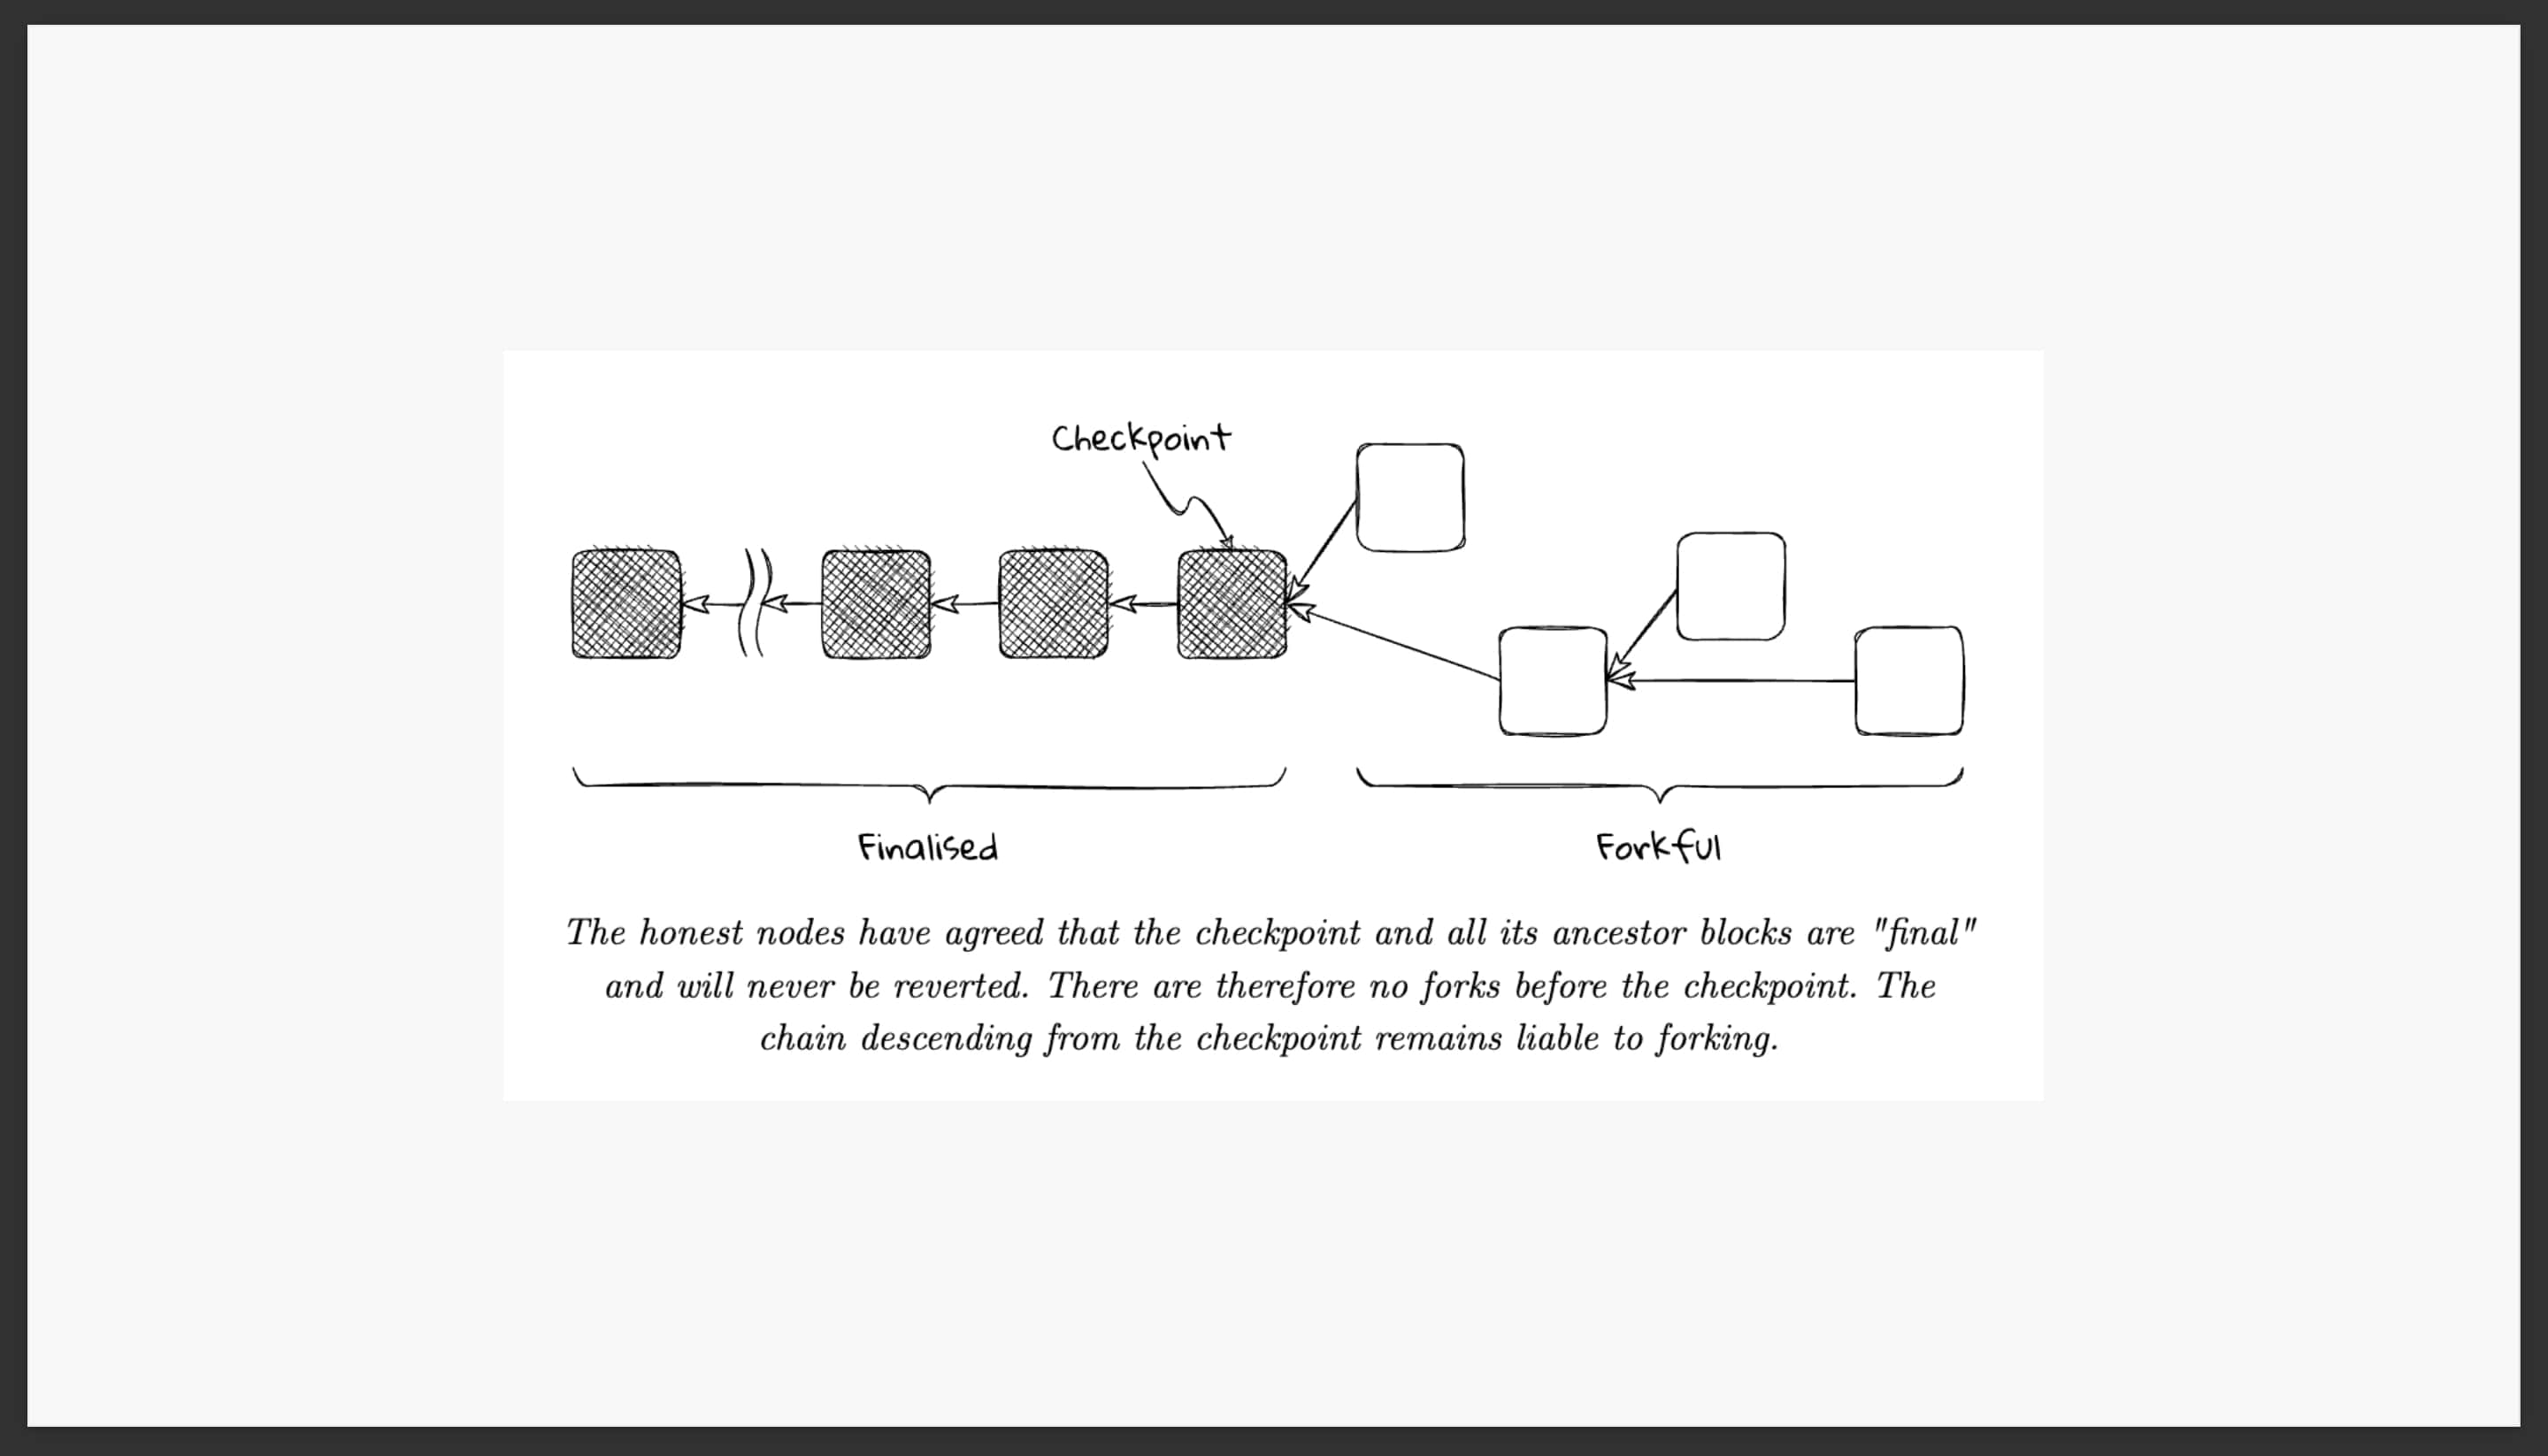 Checkpoint
Finalised
Forkful
The honest nodes have agreed that the checkpoint and all its ancestor blocks are "final"
and will never be reverted. There are therefore no forks before the checkpoint. The
chain descending from the checkpoint remains liable to forking.